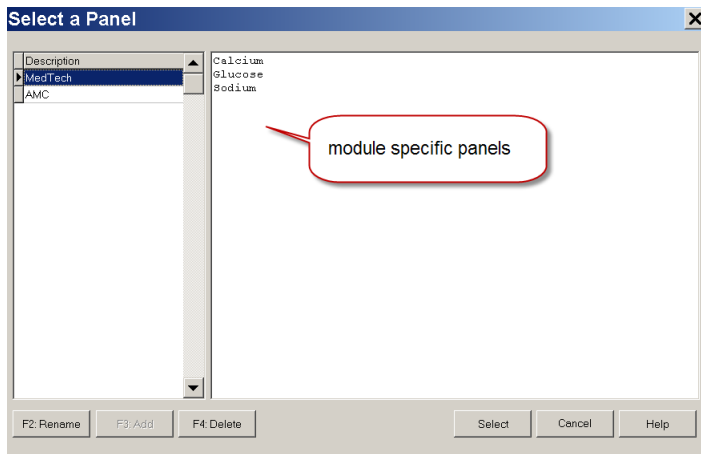 Select a Panel
Description
MedTech
AMC
Calcium
Glucose
Sodium
module specific panels
F2: Rename
F3: Add
F4: Delete
Select
Cancel
Help